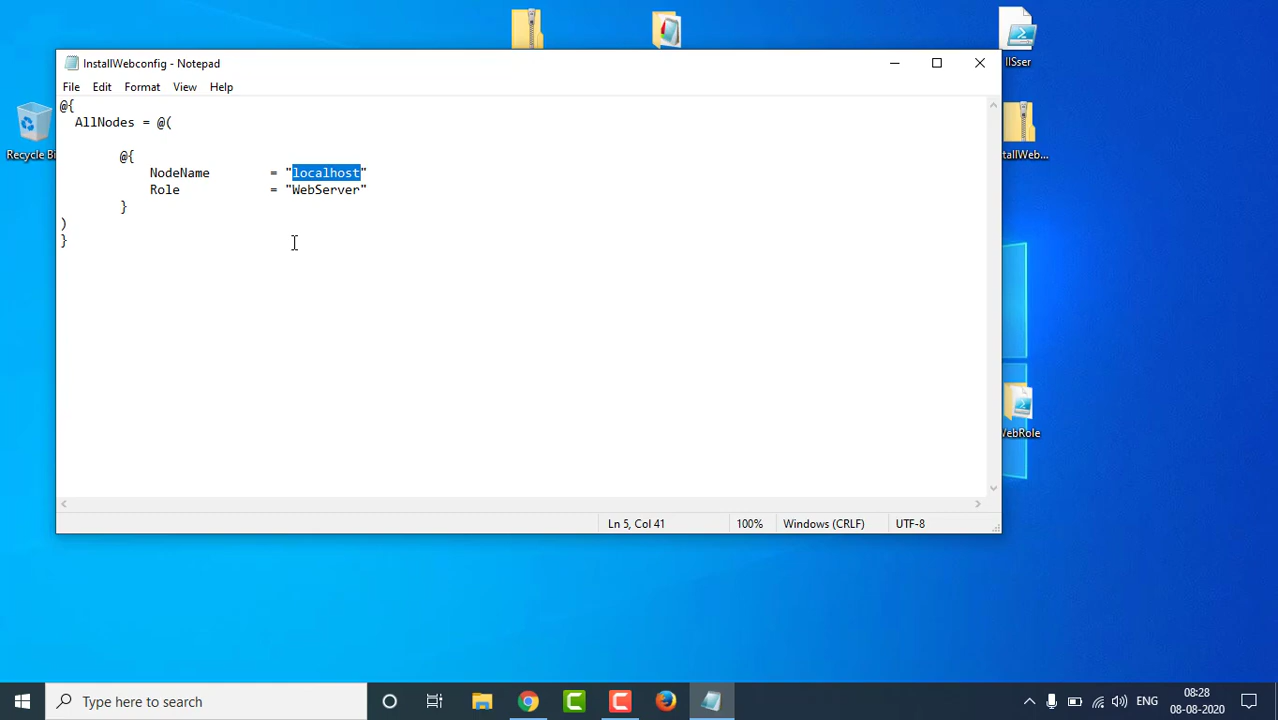 IISser
InstallWebconfig - Notepad
File Edit Format View Help
@{
AllNodes = @(
@{
NodeName = "localhost"
Role = "WebServer"
}
)
}
Recycle Bi
tallWeb...
VebRole
Ln 5, Col 41 100% Windows (CRLF) UTF-8
Type here to search
ENG
08:28
08-08-2020